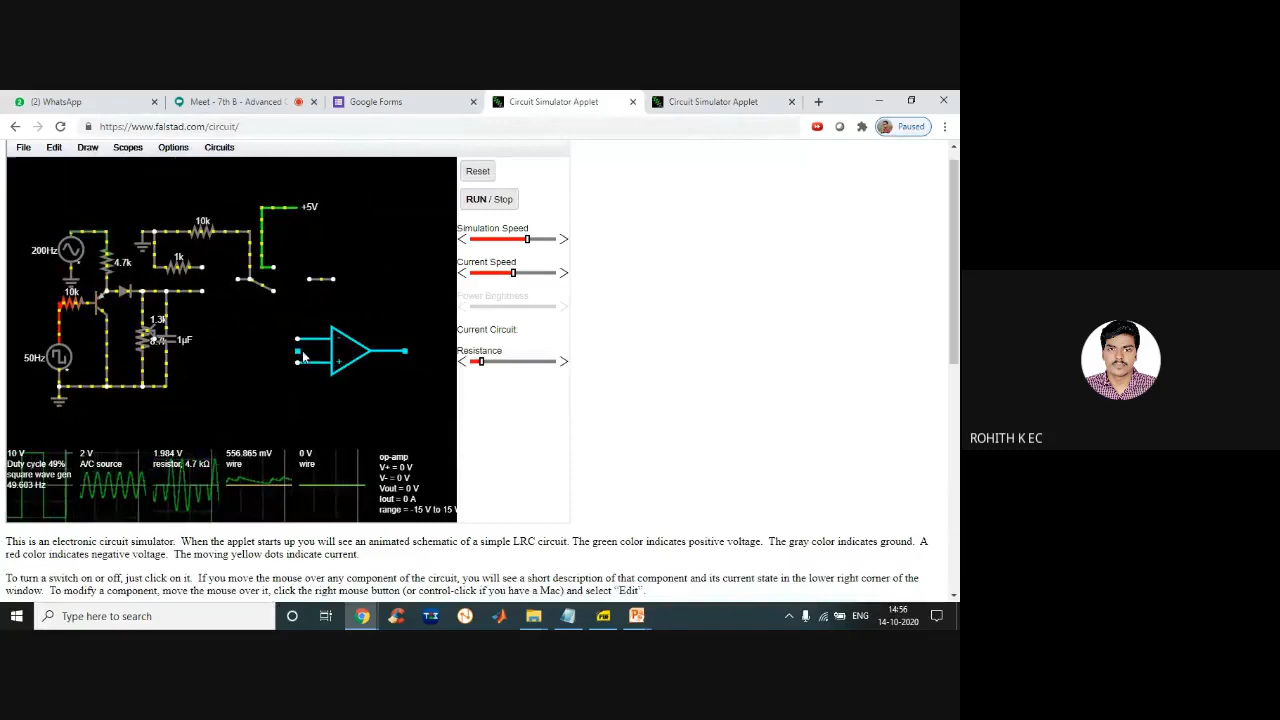 (2) WhatsApp
Meet - 7th B - Advanced C
Google Forms
Circuit Simulator Applet
Circuit Simulator Applet
https://www.falstad.com/circuit/
Paused
File Edit Draw Scopes Options Circuits
Reset
RUN / Stop
Simulation Speed
Current Speed
Power Brightness
Current Circuit:
Resistance
+5V
10k
200Hz
4.7k
1k
10k
1.3k
1μF
50Hz
- +
10 V
Duty cycle 49%
square wave gen
49.603 Hz
2 V
A/C source
1.984 V
resistor, 4.7 kΩ
556.865 mV
wire
0 V
wire
op-amp
V+ = 0 V
V- = 0 V
Vout = 0 V
Iout = 0 A
range = -15 V to 15 V
This is an electronic circuit simulator. When the applet starts up you will see an animated schematic of a simple LRC circuit. The green color indicates positive voltage. The gray color indicates ground. A
red color indicates negative voltage. The moving yellow dots indicate current.
To turn a switch on or off, just click on it. If you move the mouse over any component of the circuit, you will see a short description of that component and its current state in the lower right corner of the
window. To modify a component, move the mouse over it, click the right mouse button (or control-click if you have a Mac) and select “Edit”.
Type here to search
ENG
14:56
14-10-2020
ROHITH K EC